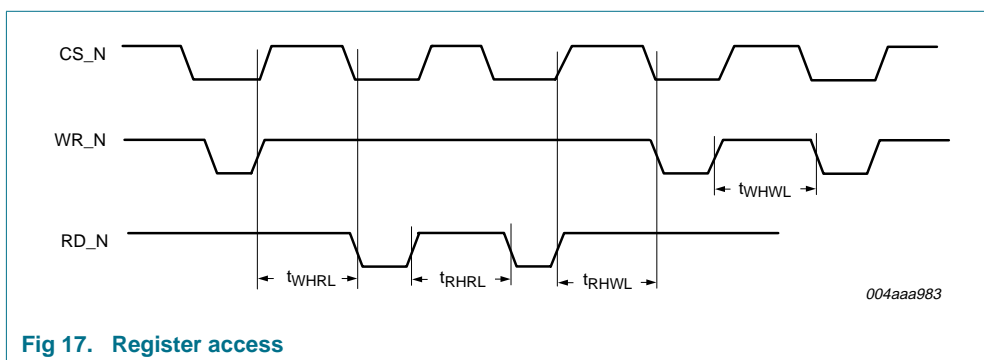 CS_N
WR_N
tWHWL
RD_N
tWHRL tRHRL tRHWL
004aaa983
Fig 17. Register access